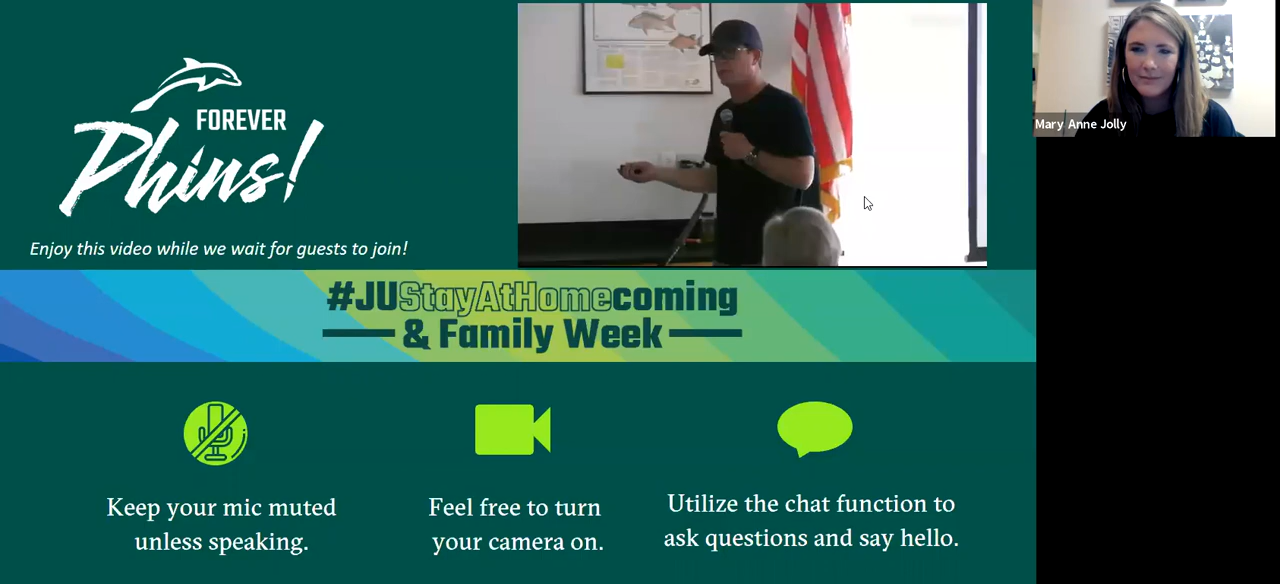 FOREVER
Phins!
Enjoy this video while we wait for guests to join!
Mary Anne Jolly
#JUStayAtHomecoming
& Family Week
Keep your mic muted
unless speaking.
Feel free to turn
your camera on.
Utilize the chat function to
ask questions and say hello.